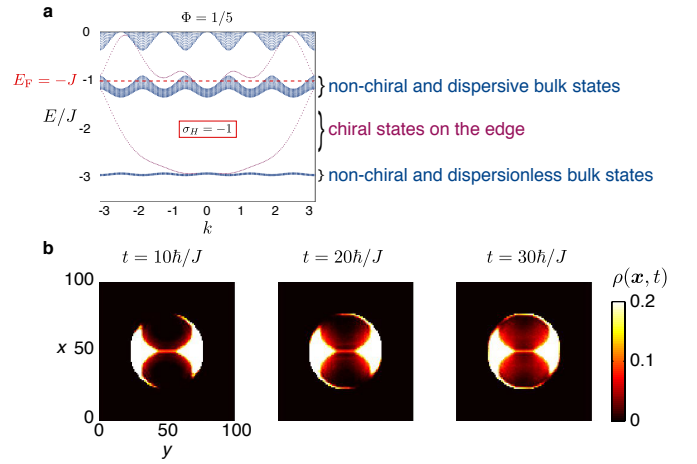 a
Φ = 1/5
0
E_F = −J
-1
non-chiral and dispersive bulk states
E/J
-2
σ_H = −1
chiral states on the edge
-3
non-chiral and dispersionless bulk states
-3 -2 -1 0 1 2 3
k
b
t = 10ℏ/J
t = 20ℏ/J
t = 30ℏ/J
ρ(x, t)
100
x 50
0
0 50 100
y
0.2
0.1
0